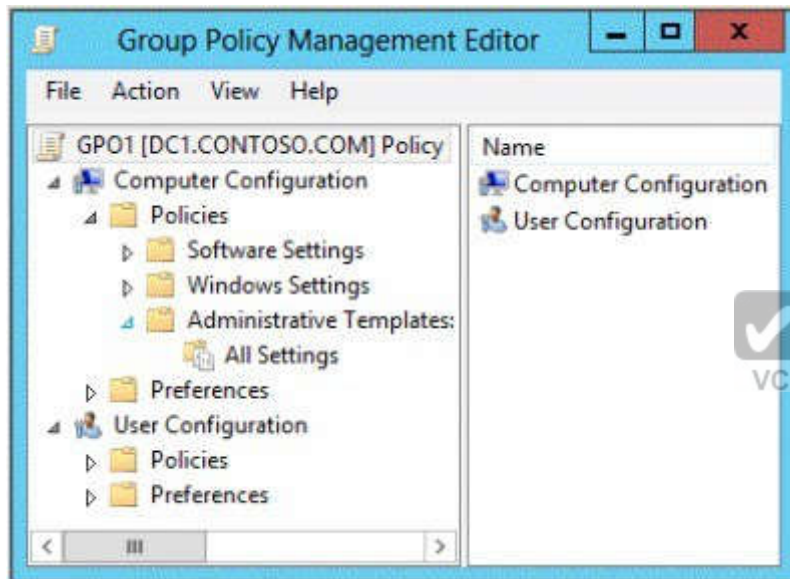 Group Policy Management Editor
File Action View Help
GPO1 [DC1.CONTOSO.COM] Policy
Computer Configuration
Policies
Software Settings
Windows Settings
Administrative Templates:
All Settings
Preferences
User Configuration
Policies
Preferences
Name
Computer Configuration
User Configuration
VC